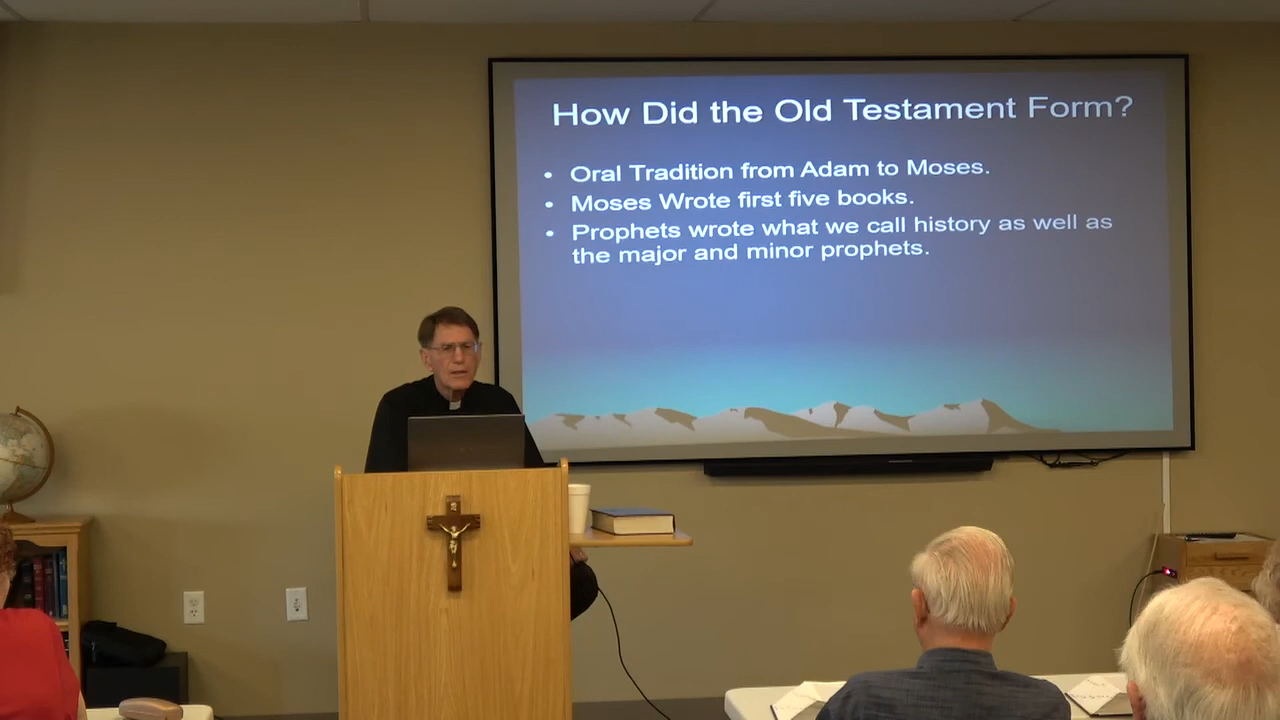 How Did the Old Testament Form?
• Oral Tradition from Adam to Moses.
• Moses Wrote first five books.
• Prophets wrote what we call history as well as
the major and minor prophets.